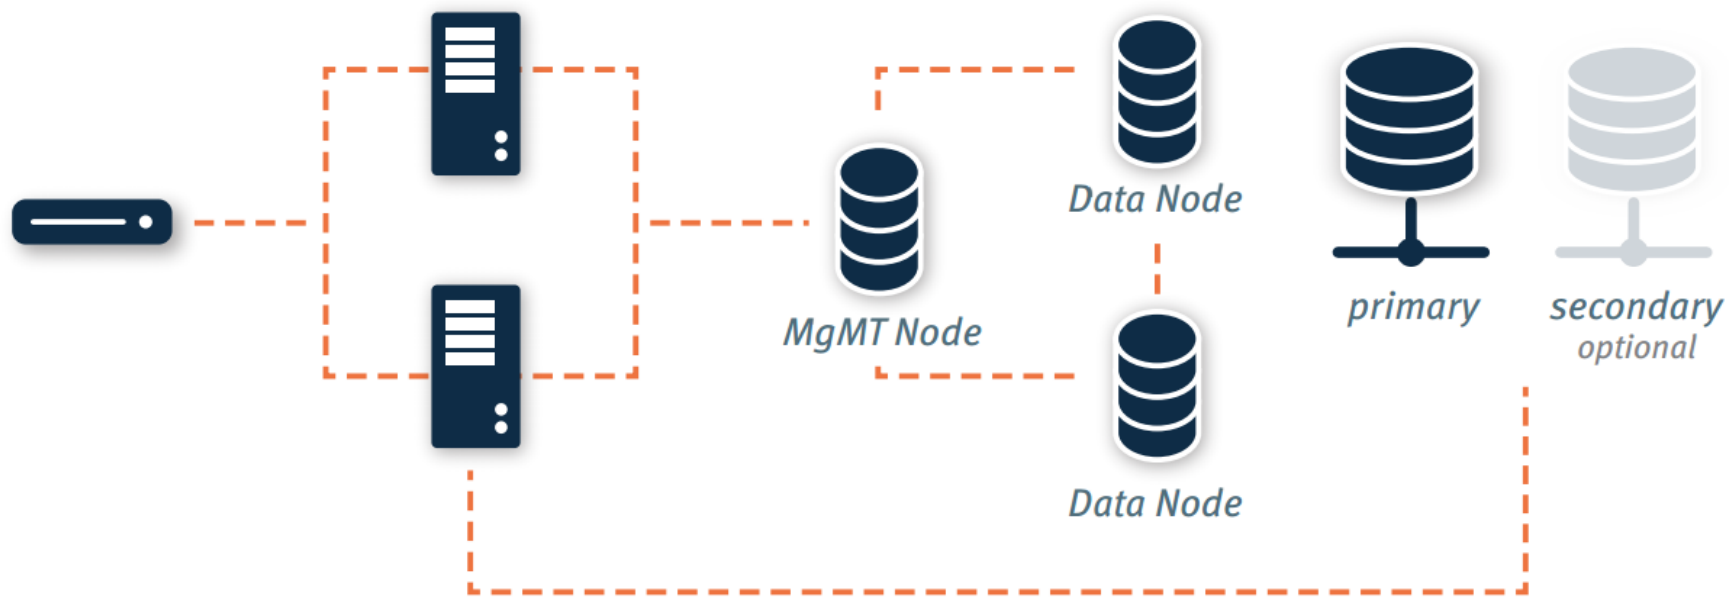 Data Node
MgMT Node
Data Node
primary
secondary
optional